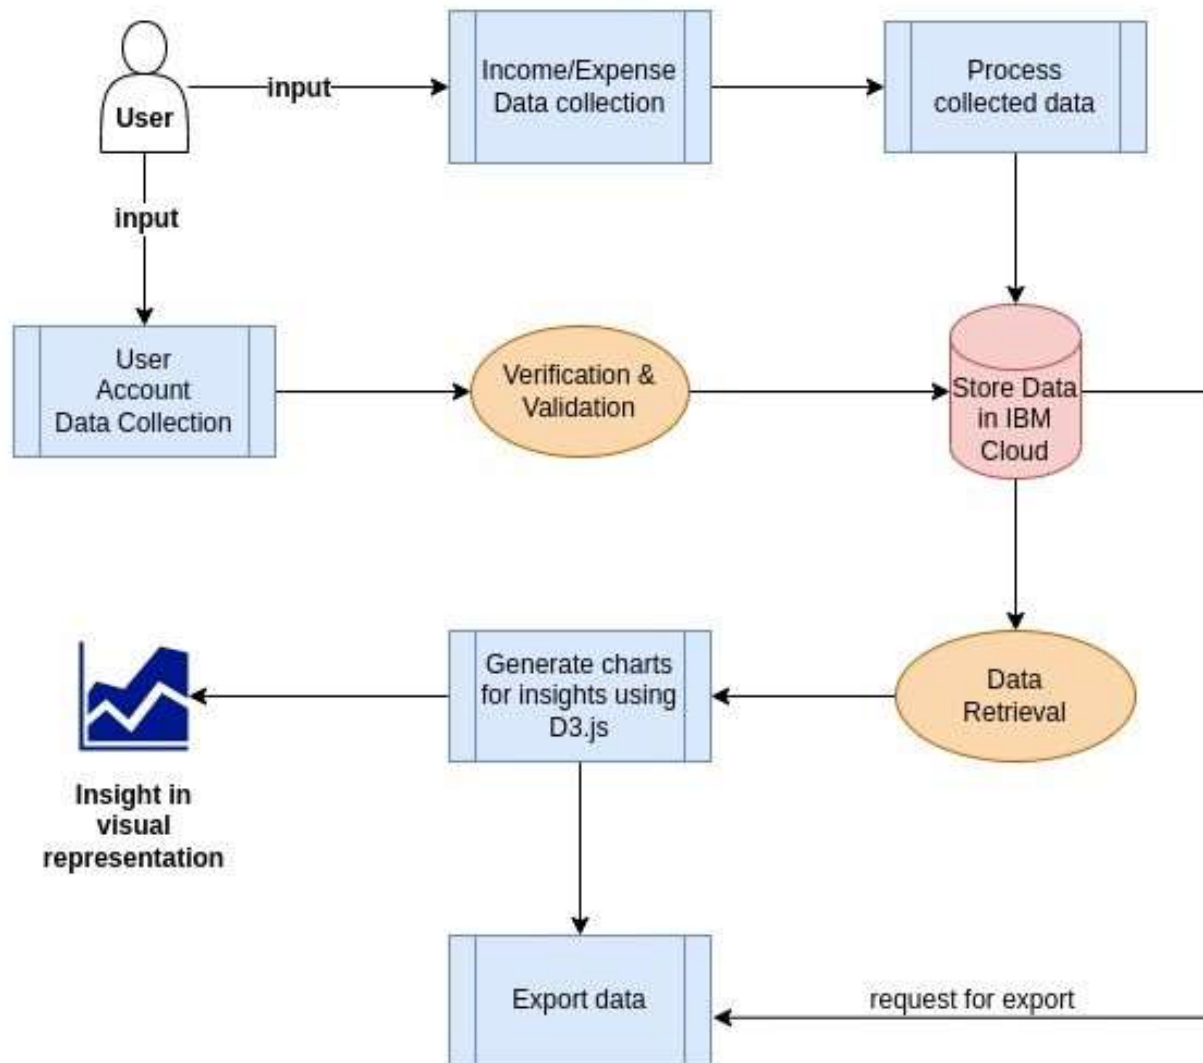 User
input
Income/Expense
Data collection
Process
collected data
input
User
Account
Data Collection
Verification &
Validation
Store Data
in IBM
Cloud
Insight in
visual
representation
Generate charts
for insights using
D3.js
Data
Retrieval
Export data
request for export